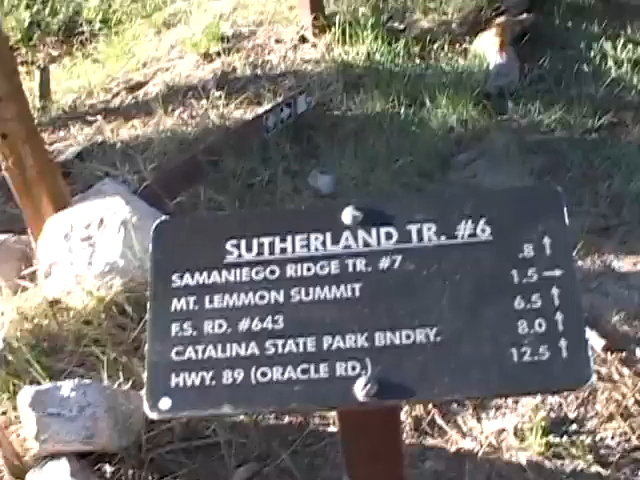 SUTHERLAND TR. #6
SAMANIEGO RIDGE TR. #7 .8 ↑
MT. LEMMON SUMMIT 1.5 →
F.S. RD. #643 6.5 ↑
CATALINA STATE PARK BNDRY. 8.0 ↑
HWY. 89 (ORACLE RD.) 12.5 ↑